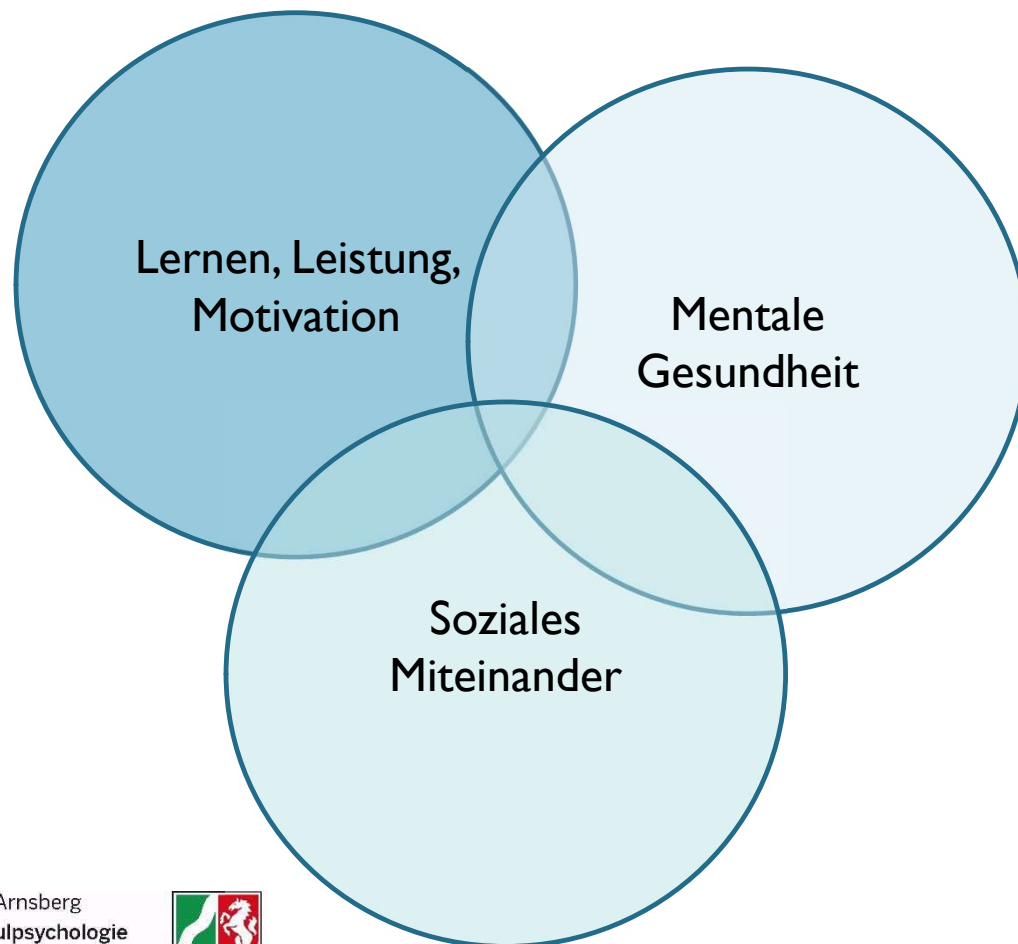 Lernen, Leistung,
Motivation
Mentale
Gesundheit
Soziales
Miteinander
Arnsberg
ulpsychologie